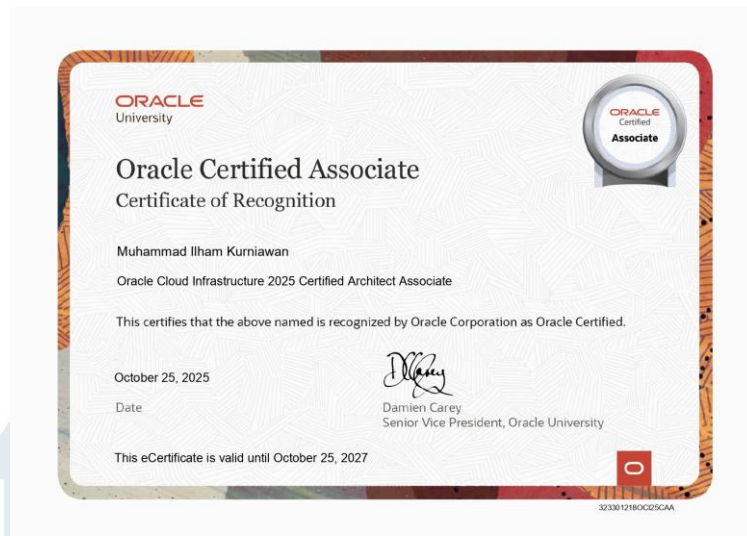 ORACLE
University
ORACLE
Certified
Associate
Oracle Certified Associate
Certificate of Recognition
Muhammad Ilham Kurniawan
Oracle Cloud Infrastructure 2025 Certified Architect Associate
This certifies that the above named is recognized by Oracle Corporation as Oracle Certified.
October 25, 2025
Date
Damien Carey
Senior Vice President, Oracle University
This eCertificate is valid until October 25, 2027
323301218OCI25CAA